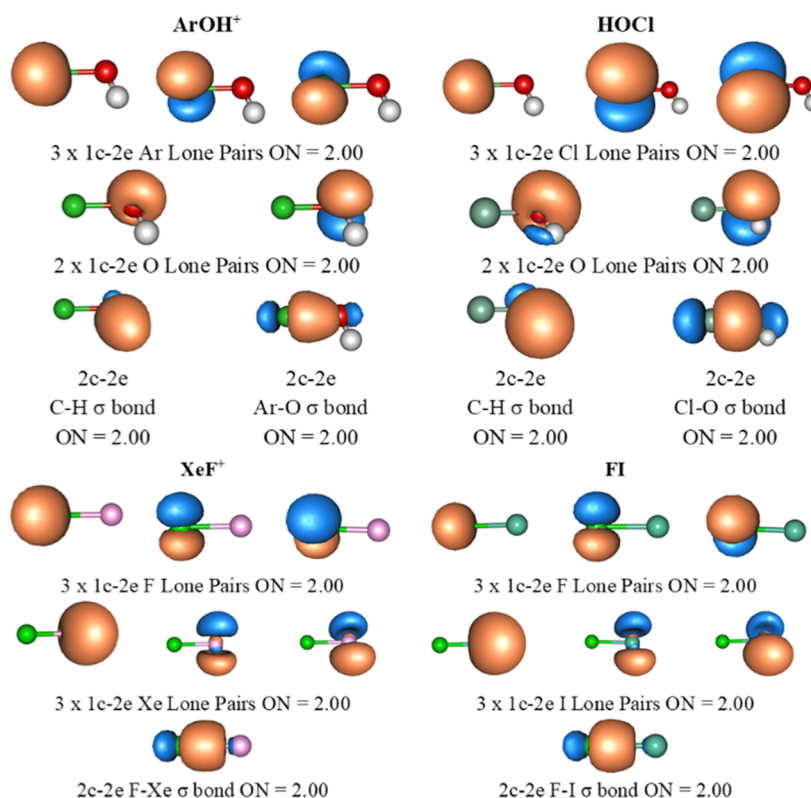 ArOH⁺
HOCl
3 x 1c-2e Ar Lone Pairs ON = 2.00
3 x 1c-2e Cl Lone Pairs ON = 2.00
2 x 1c-2e O Lone Pairs ON = 2.00
2 x 1c-2e O Lone Pairs ON 2.00
2c-2e
C-H σ bond
ON = 2.00
2c-2e
Ar-O σ bond
ON = 2.00
2c-2e
C-H σ bond
ON = 2.00
2c-2e
Cl-O σ bond
ON = 2.00
XeF⁺
FI
3 x 1c-2e F Lone Pairs ON = 2.00
3 x 1c-2e F Lone Pairs ON = 2.00
3 x 1c-2e Xe Lone Pairs ON = 2.00
3 x 1c-2e I Lone Pairs ON = 2.00
2c-2e F-Xe σ bond ON = 2.00
2c-2e F-I σ bond ON = 2.00